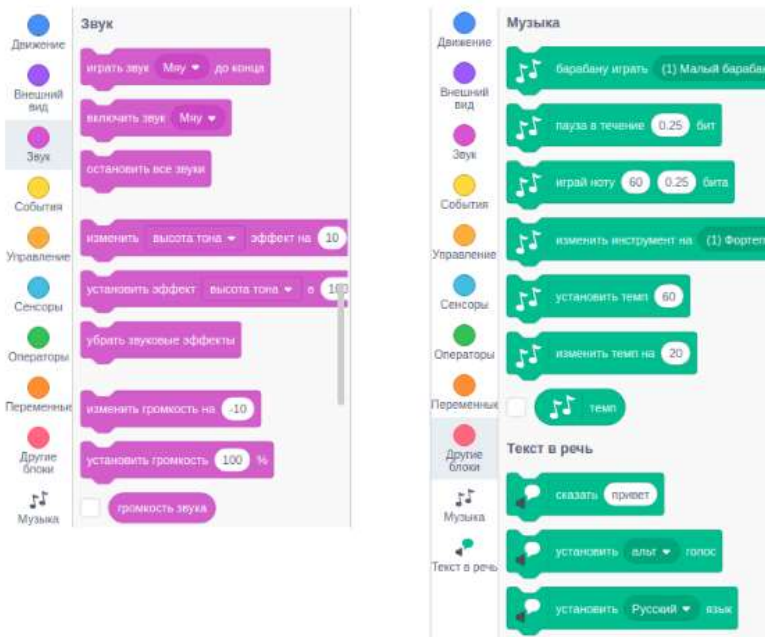 Движение
Внешний
вид
Звук
События
Управление
Сенсоры
Операторы
Переменные
Другие
блоки
Музыка
Звук
играть звук Мяу до конца
включить звук Мяу
остановить все звуки
изменить высота тона эффект на 10
установить эффект высота тона в 100
убрать звуковые эффекты
изменить громкость на -10
установить громкость 100 %
громкость звука
Движение
Внешний
вид
Звук
События
Управление
Сенсоры
Операторы
Переменные
Другие
блоки
Музыка
Текст в речь
Музыка
барабану играть (1) Малый барабан
пауза в течение 0.25 бит
играй ноту 60 0.25 бита
изменить инструмент на (1) Фортеп
установить темп 60
изменить темп на 20
темп
Текст в речь
сказать привет
установить альт голос
установить Русский язык